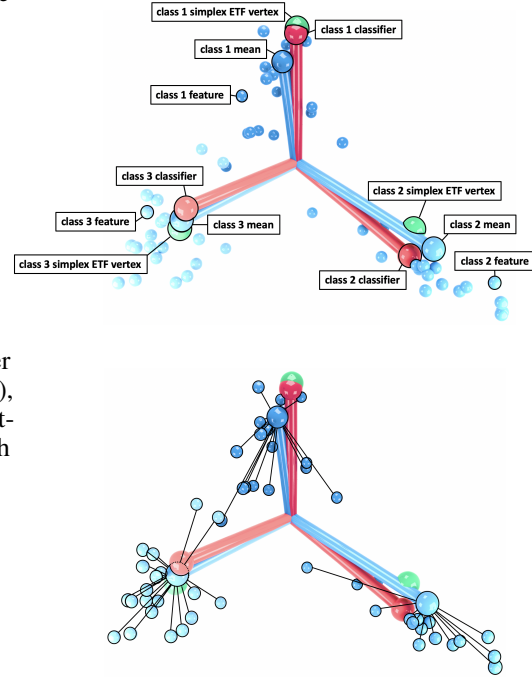 class 1 simplex ETF vertex
class 1 classifier
class 1 mean
class 1 feature
class 3 classifier
class 2 simplex ETF vertex
class 3 feature
class 3 mean
class 2 mean
class 3 simplex ETF vertex
class 2 classifier
class 2 feature
er
),
t-
h